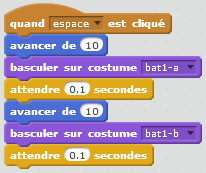 quand espace est cliqué
avancer de 10
basculer sur costume bat1-a
attendre 0.1 secondes
avancer de 10
basculer sur costume bat1-b
attendre 0.1 secondes